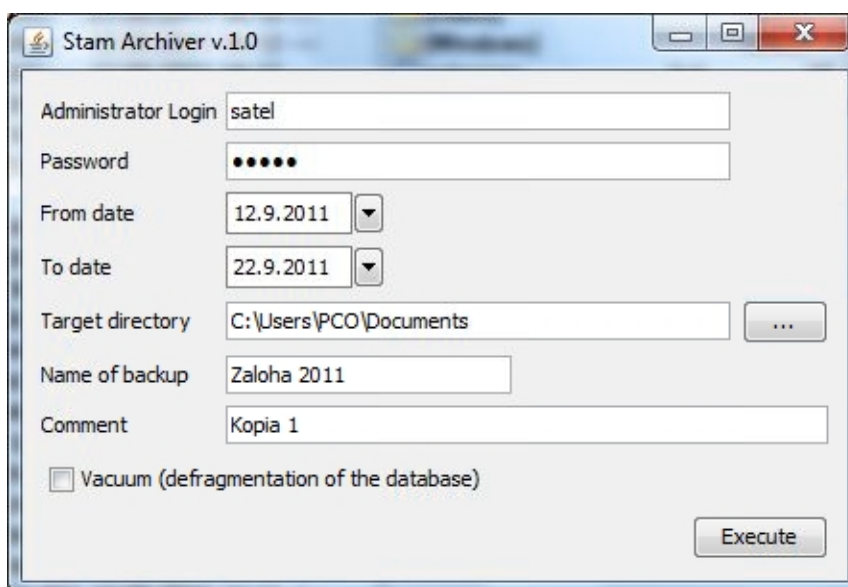 Stam Archiver v.1.0
Administrator Login satel
Password •••••
From date 12.9.2011
To date 22.9.2011
Target directory C:\Users\PCO\Documents ...
Name of backup Zaloha 2011
Comment Kopia 1
Vacuum (defragmentation of the database)
Execute